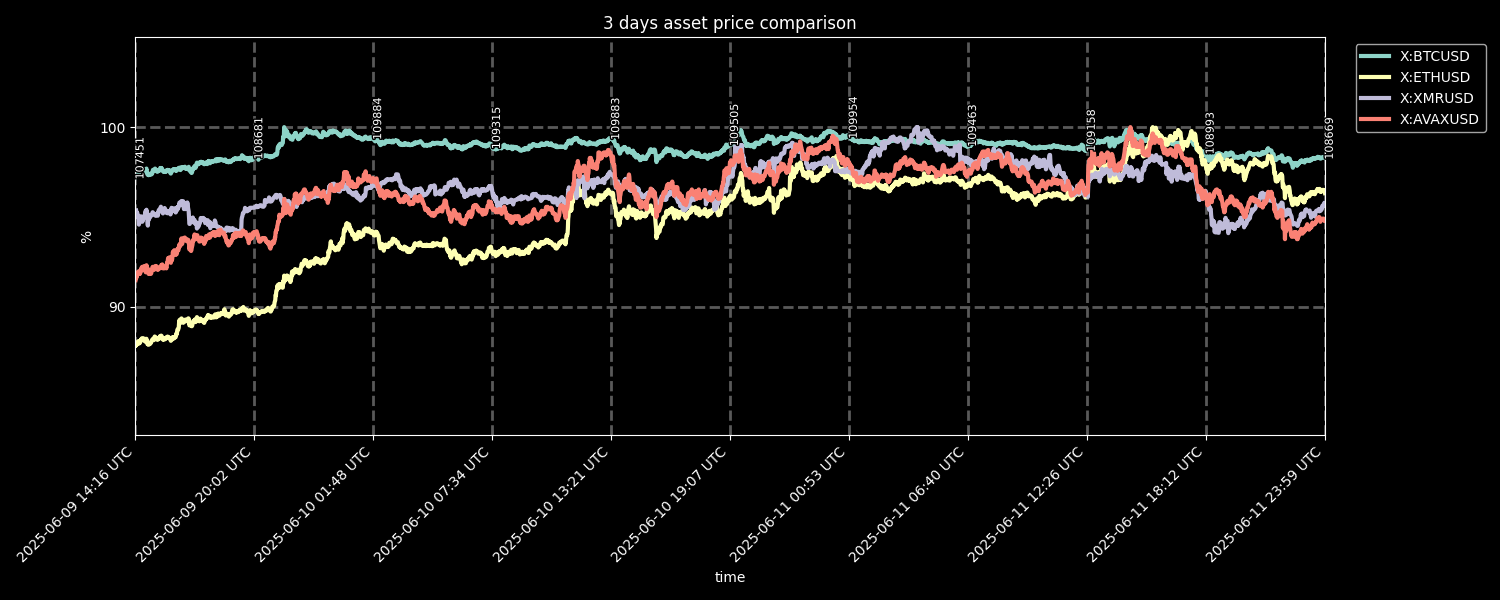 3 days asset price comparison
X:BTCUSD
X:ETHUSD
X:XMRUSD
X:AVAXUSD
100
90
%
107451
108681
109884
109315
109883
109505
109954
109463
109158
108993
108669
2025-06-09 14:16 UTC
2025-06-09 20:02 UTC
2025-06-10 01:48 UTC
2025-06-10 07:34 UTC
2025-06-10 13:21 UTC
2025-06-10 19:07 UTC
2025-06-11 00:53 UTC
2025-06-11 06:40 UTC
2025-06-11 12:26 UTC
2025-06-11 18:12 UTC
2025-06-11 23:59 UTC
time